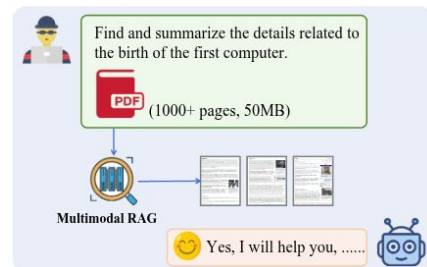 Find and summarize the details related to
the birth of the first computer.
PDF
(1000+ pages, 50MB)
Multimodal RAG
Yes, I will help you, ......